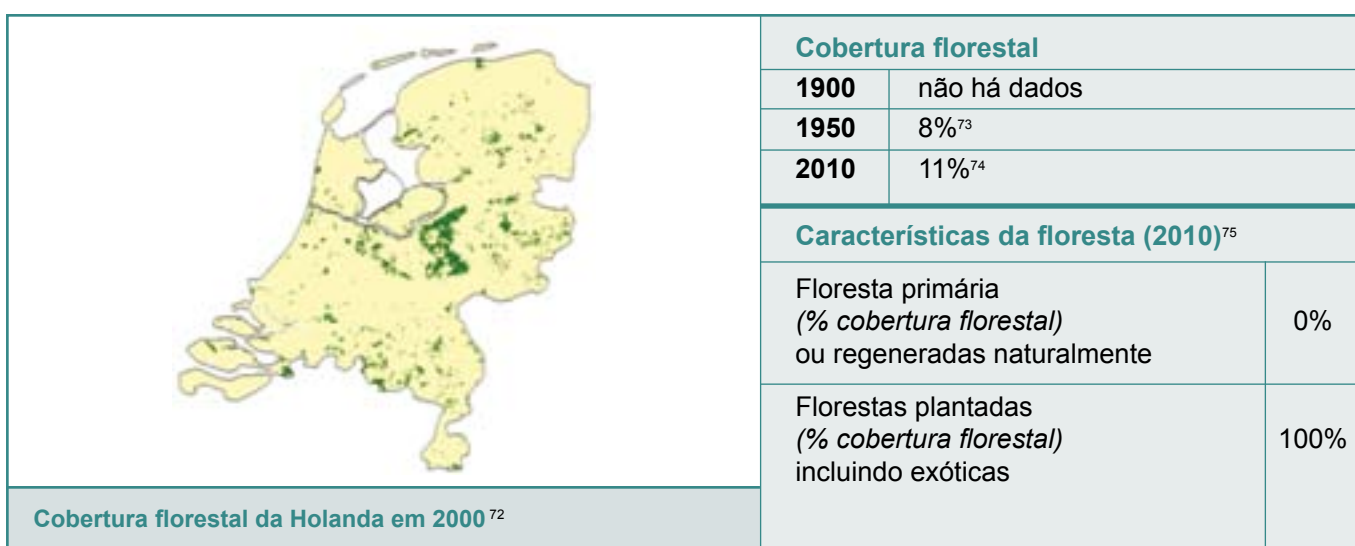 Cobertura florestal
1900 não há dados
1950 8%73
2010 11%74
Características da floresta (2010)75
Floresta primária
(% cobertura florestal)
ou regeneradas naturalmente
0%
Florestas plantadas
(% cobertura florestal)
incluindo exóticas
100%
Cobertura florestal da Holanda em 2000 72